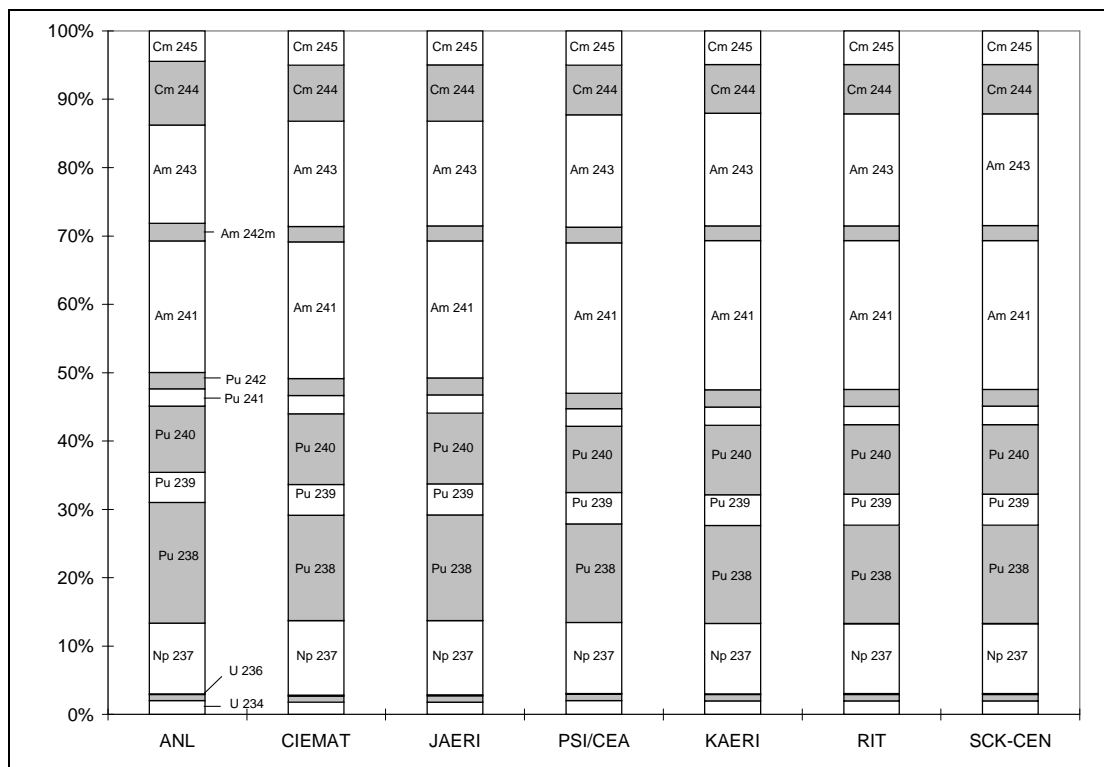 100%
Cm 245 Cm 245 Cm 245 Cm 245 Cm 245 Cm 245 Cm 245
90%
Cm 244 Cm 244 Cm 244 Cm 244 Cm 244 Cm 244 Cm 244
80%
Am 243 Am 243 Am 243 Am 243 Am 243 Am 243 Am 243
70%
Am 242m
60%
Am 241 Am 241 Am 241 Am 241 Am 241 Am 241 Am 241
50%
Pu 242
Pu 241
40%
Pu 240 Pu 240 Pu 240 Pu 240 Pu 240 Pu 240 Pu 240
Pu 239 Pu 239 Pu 239 Pu 239 Pu 239 Pu 239 Pu 239
30%
Pu 238 Pu 238 Pu 238 Pu 238 Pu 238 Pu 238 Pu 238
20%
10%
Np 237 Np 237 Np 237 Np 237 Np 237 Np 237 Np 237
U 236
U 234
0%
ANL CIEMAT JAERI PSI/CEA KAERI RIT SCK-CEN